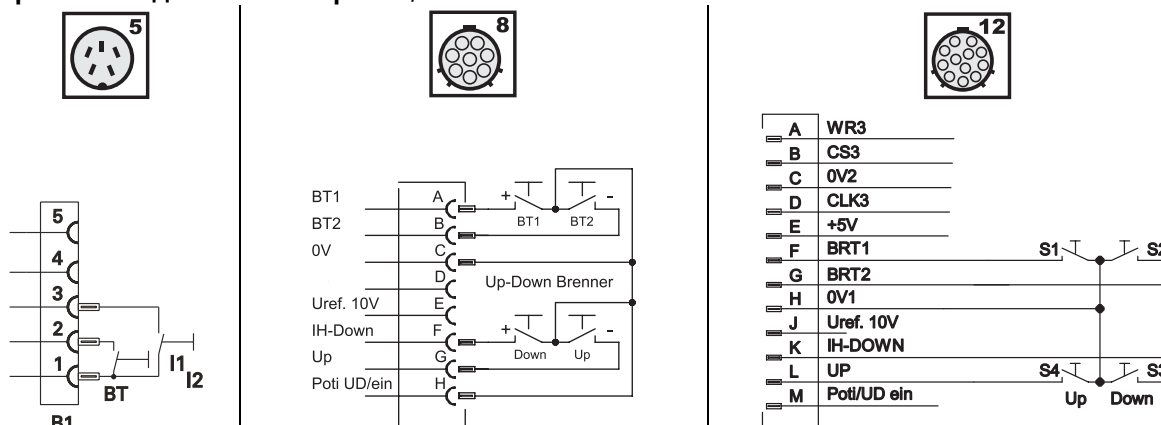 5
8
12
5
4
3
2
1
BT
I1
I2
BT1
BT2
0V
Uref. 10V
IH-Down
Up
Poti UD/ein
A
B
C
D
E
F
G
H
+
-
BT1
BT2
Up-Down Brenner
+
-
Down
Up
A WR3
B CS3
C 0V2
D CLK3
E +5V
F BRT1
G BRT2
H 0V1
J Uref. 10V
K IH-DOWN
L UP
M Poti/UD ein
S1
S2
S4
S3
Up
Down